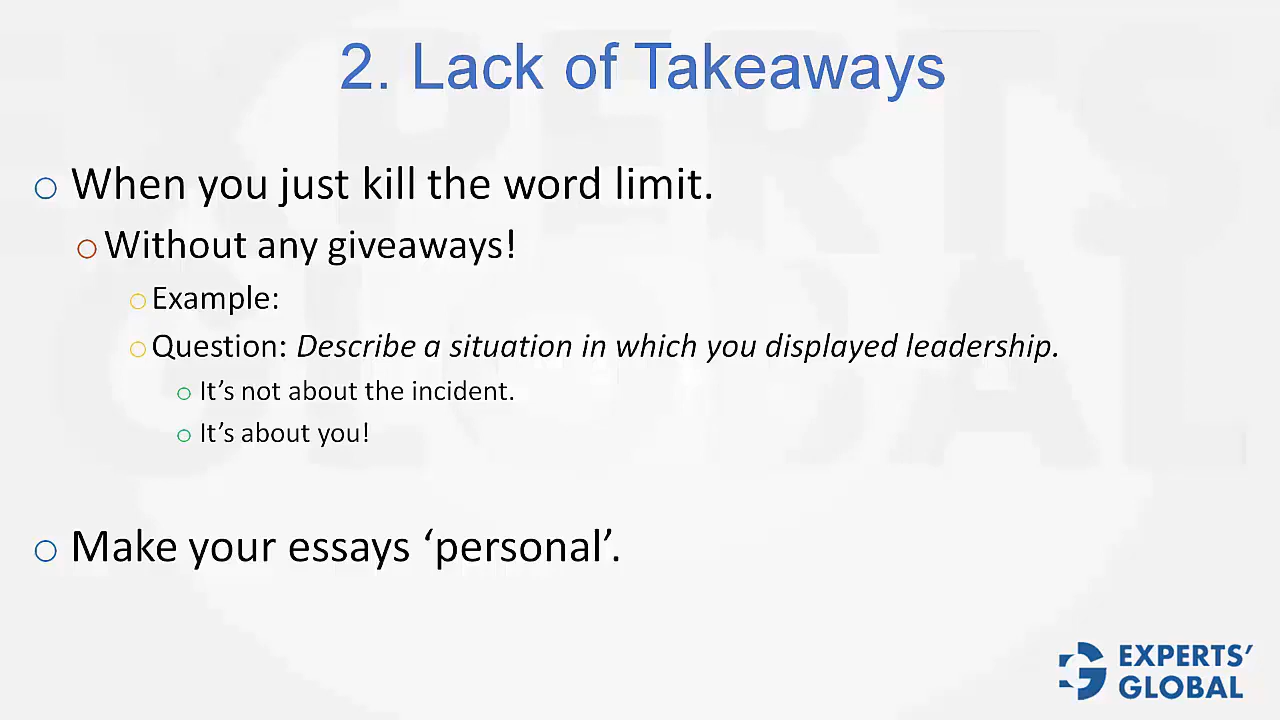 2. Lack of Takeaways
When you just kill the word limit.
Without any giveaways!
Example:
Question: Describe a situation in which you displayed leadership.
It's not about the incident.
It's about you!
Make your essays ‘personal’.
EXPERTS’
GLOBAL